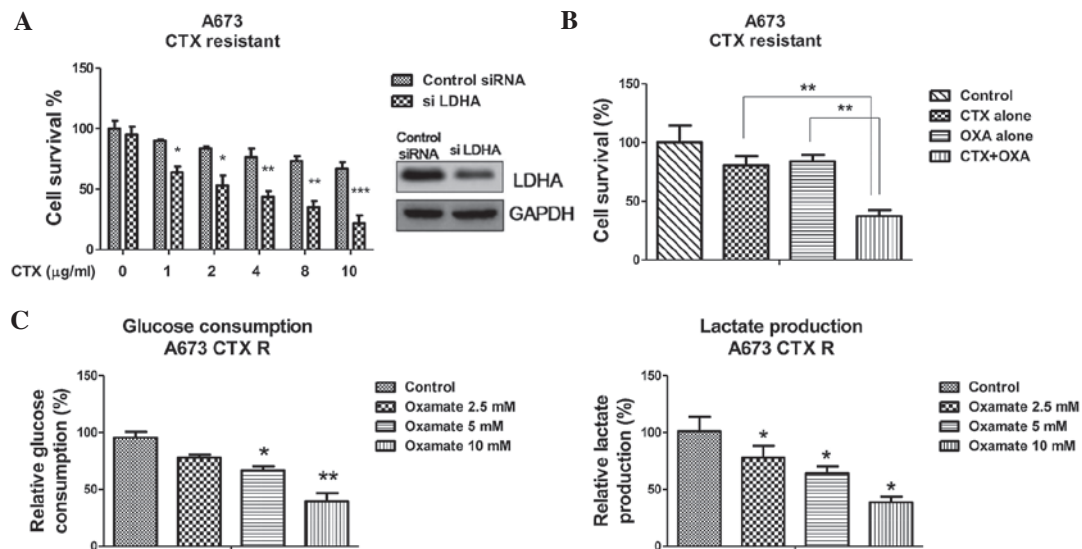 A
A673
CTX resistant
Cell survival %
150
100
50
0
* * ** ** ***
CTX (µg/ml) 0 1 2 4 8 10
Control siRNA
si LDHA
Control siRNA
si LDHA
LDHA
GAPDH
B
A673
CTX resistant
Cell survival (%)
150
100
50
0
**
**
Control
CTX alone
OXA alone
CTX+OXA
C
Glucose consumption
A673 CTX R
Relative glucose
consumption (%)
150
100
50
0
* **
Control
Oxamate 2.5 mM
Oxamate 5 mM
Oxamate 10 mM
Lactate production
A673 CTX R
Relative lactate
production (%)
150
100
50
0
* * *
Control
Oxamate 2.5 mM
Oxamate 5 mM
Oxamate 10 mM